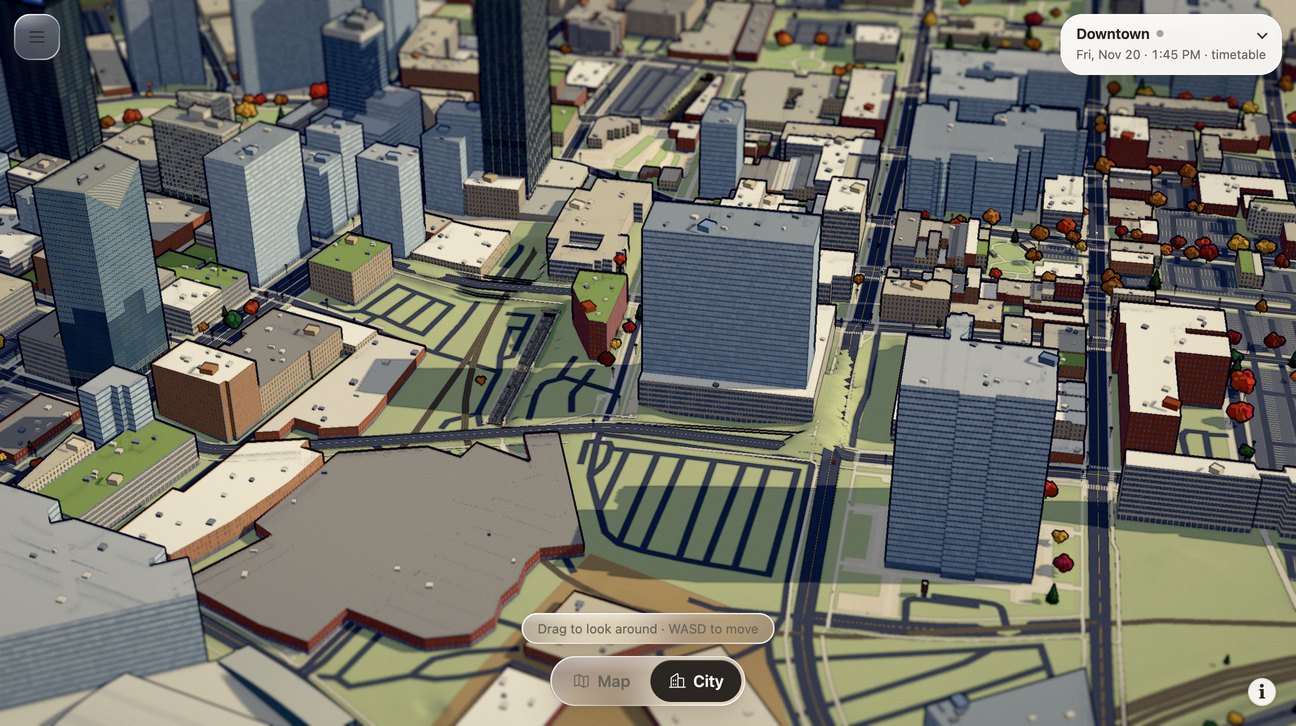 Downtown
Fri, Nov 20 · 1:45 PM · timetable
Drag to look around · WASD to move
Map
City
i